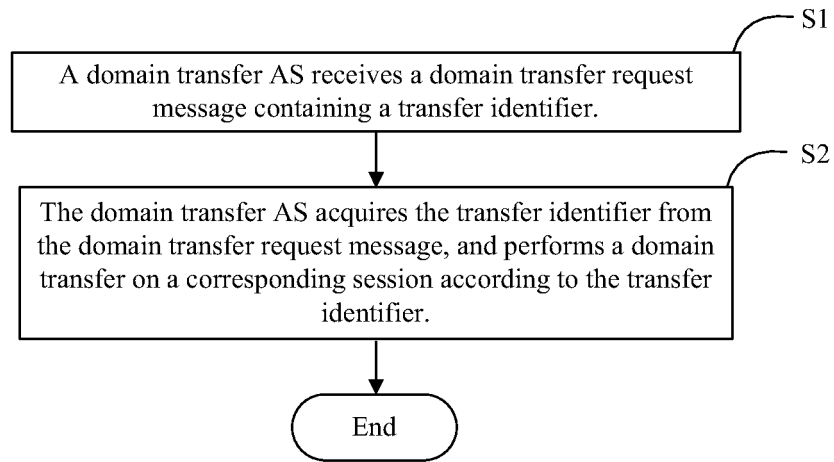 S1
A domain transfer AS receives a domain transfer request
message containing a transfer identifier.
S2
The domain transfer AS acquires the transfer identifier from
the domain transfer request message, and performs a domain
transfer on a corresponding session according to the transfer
identifier.
End